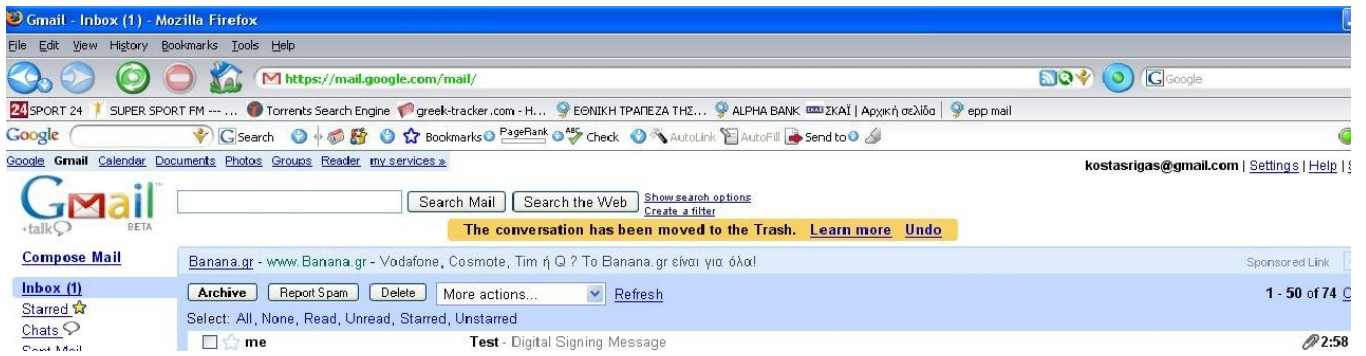 Gmail - Inbox (1) - Mozilla Firefox
File Edit View History Bookmarks Tools Help
https://mail.google.com/mail/ Google
24 SPORT 24 SUPER SPORT FM --- ... Torrents Search Engine greek-tracker.com - H... ΕΘΝΙΚΗ ΤΡΑΠΕΖΑ ΤΗΣ... ALPHA BANK ΣΚΑΪ | Αρχική σελίδα epp mail
Google Search Bookmarks PageRank ABC Check AutoLink AutoFill Send to
Google Gmail Calendar Documents Photos Groups Reader my services » kostasrigas@gmail.com | Settings | Help |
Gmail
+talk BETA
Search Mail Search the Web Show search options
Create a filter
The conversation has been moved to the Trash. Learn more Undo
Compose Mail
Banana.gr - www.Banana.gr - Vodafone, Cosmote, Tim ή Q ? Το Banana.gr είναι για όλα! Sponsored Link
Inbox (1)
Archive Report Spam Delete More actions... Refresh 1 - 50 of 74
Starred
Select: All, None, Read, Unread, Starred, Unstarred
Chats
me Test - Digital Signing Message 2:58
Sent Mail